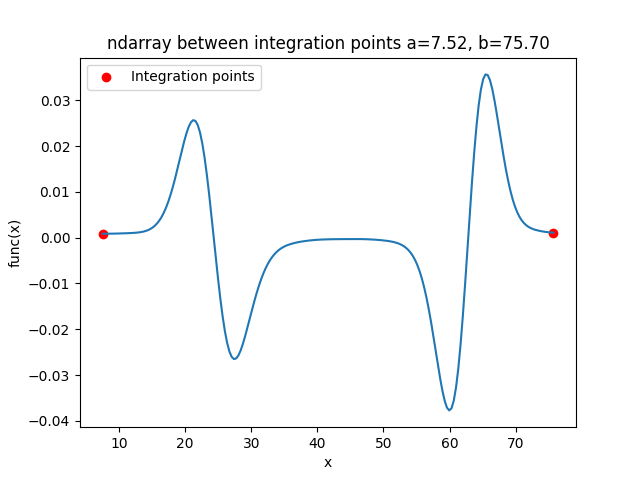 ndarray between integration points a=7.52, b=75.70
Integration points
0.03
0.02
0.01
0.00
−0.01
−0.02
−0.03
−0.04
func(x)
10 20 30 40 50 60 70
x